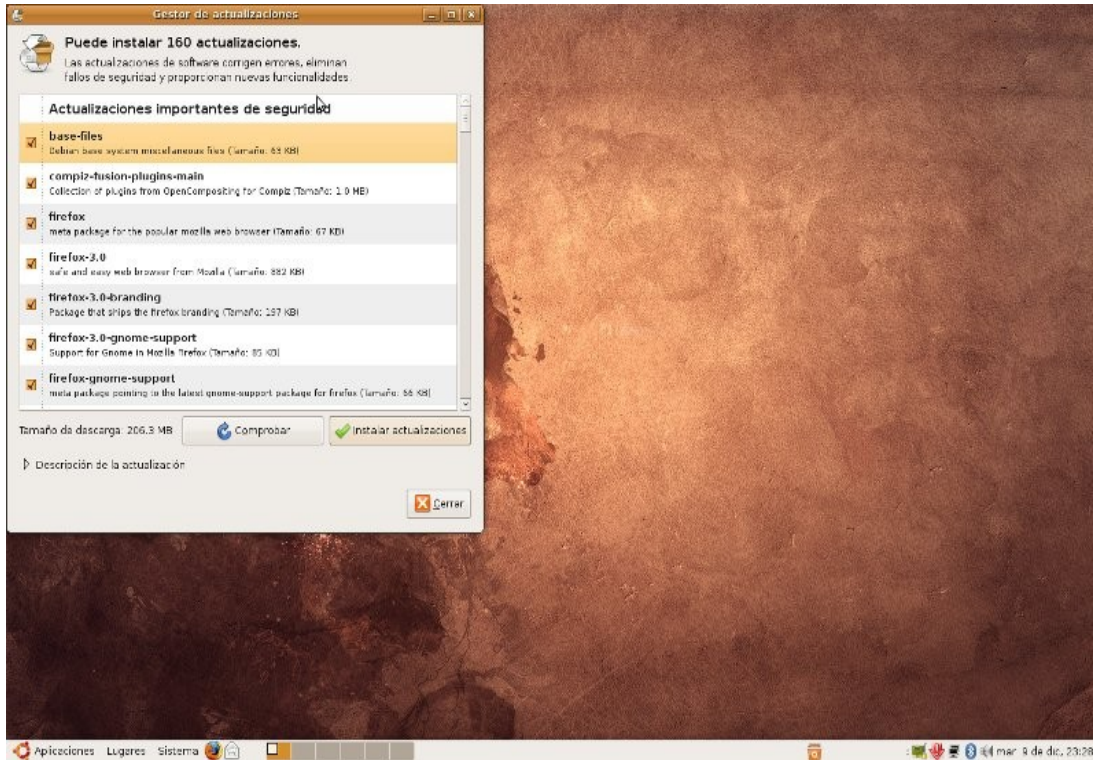 Gestor de actualizaciones
Puede instalar 160 actualizaciones.
Las actualizaciones de software corrigen errores, eliminan
fallos de seguridad y proporcionan nuevas funcionalidades.
Actualizaciones importantes de seguridad
base-files
Debian base system miscellaneous files (Tamaño: 63 KB)
compiz-fusion-plugins-main
Collection of plugins from OpenCompositing for Compiz (Tamaño: 1.0 MB)
firefox
meta package for the popular mozilla web browser (Tamaño: 67 KB)
firefox-3.0
safe and easy web browser from Mozilla (Tamaño: 882 KB)
firefox-3.0-branding
Package that ships the firefox branding (Tamaño: 197 KB)
firefox-3.0-gnome-support
Support for Gnome in Mozilla Firefox (Tamaño: 85 KB)
firefox-gnome-support
meta package pointing to the latest gnome-support package for firefox (Tamaño: 66 KB)
Tamaño de descarga: 206.3 MB
Comprobar
Instalar actualizaciones
Descripción de la actualización
Cerrar
Aplicaciones Lugares Sistema
mar 9 de dic, 23:28